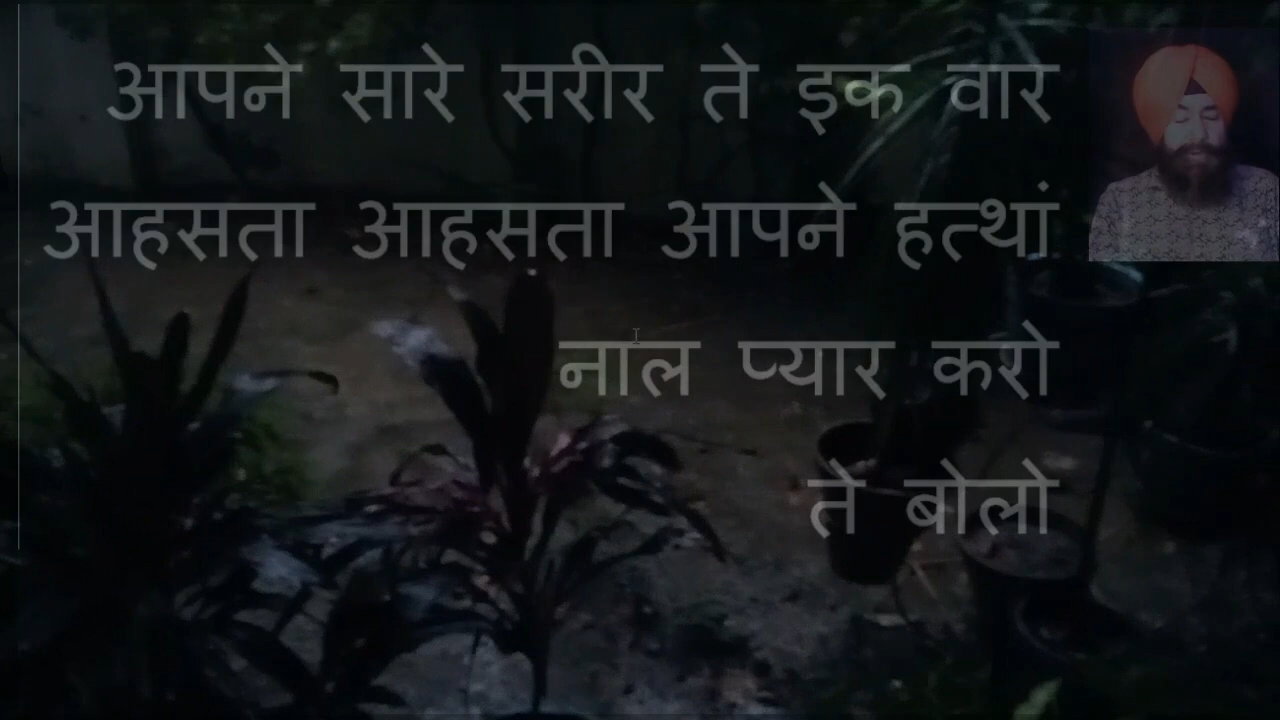 आपने सारे सरीर ते इक वार
आहसता आहसता आपने हत्थां
नाल प्यार करो
ते बोलो